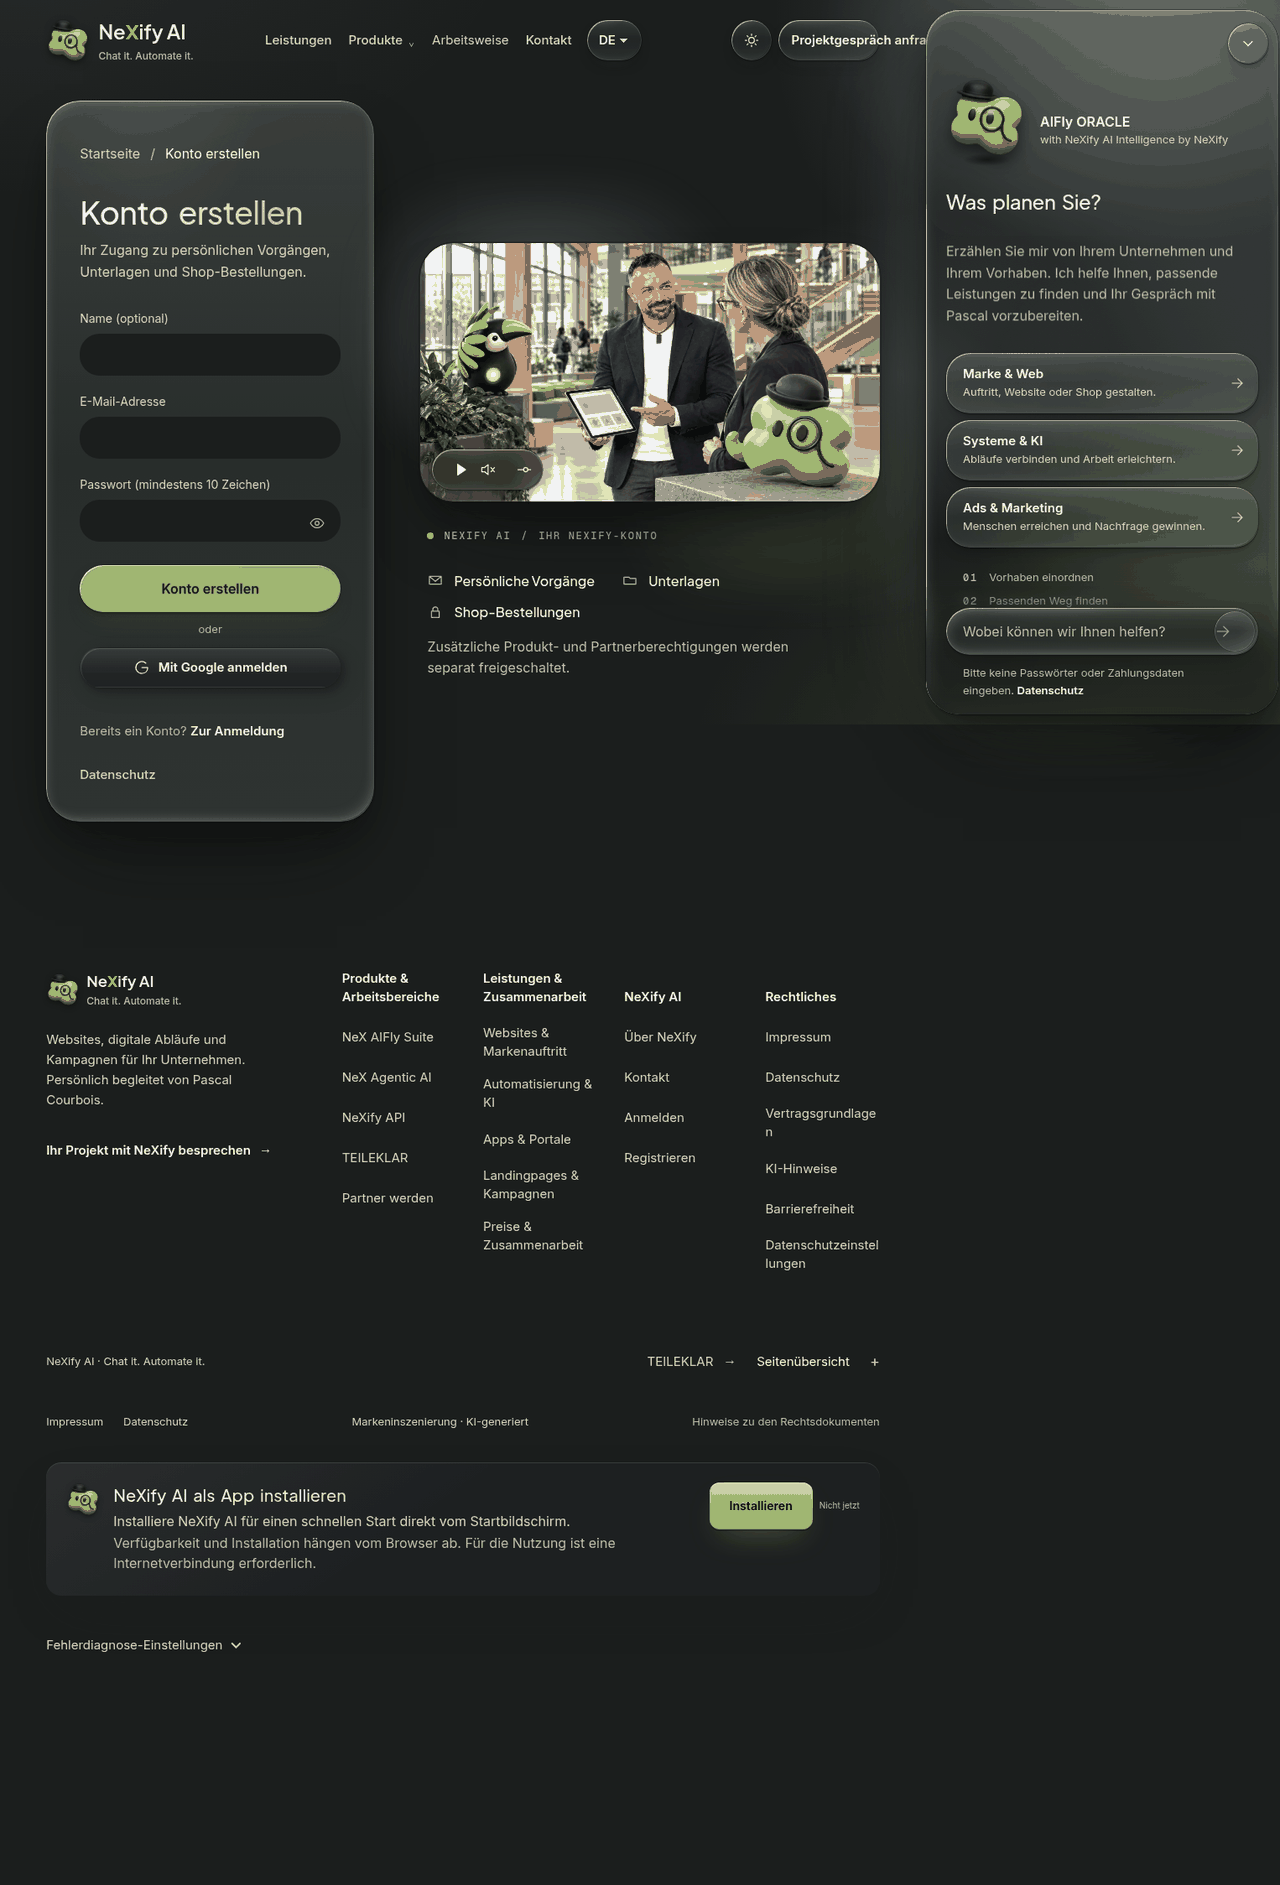 NeXify AI
Chat it. Automate it.
Leistungen
Produkte
Arbeitsweise
Kontakt
DE
Projektgespräch anfra
Startseite / Konto erstellen
Konto erstellen
Ihr Zugang zu persönlichen Vorgängen,
Unterlagen und Shop-Bestellungen.
Name (optional)
E-Mail-Adresse
Passwort (mindestens 10 Zeichen)
Konto erstellen
oder
Mit Google anmelden
Bereits ein Konto? Zur Anmeldung
Datenschutz
NEXIFY AI / IHR NEXIFY-KONTO
Persönliche Vorgänge
Unterlagen
Shop-Bestellungen
Zusätzliche Produkt- und Partnerberechtigungen werden
separat freigeschaltet.
AIFly ORACLE
with NeXify AI Intelligence by NeXify
Was planen Sie?
Erzählen Sie mir von Ihrem Unternehmen und
Ihrem Vorhaben. Ich helfe Ihnen, passende
Leistungen zu finden und Ihr Gespräch mit
Pascal vorzubereiten.
Marke & Web
Auftritt, Website oder Shop gestalten.
Systeme & KI
Abläufe verbinden und Arbeit erleichtern.
Ads & Marketing
Menschen erreichen und Nachfrage gewinnen.
01 Vorhaben einordnen
02 Passenden Weg finden
Wobei können wir Ihnen helfen?
Bitte keine Passwörter oder Zahlungsdaten
eingeben. Datenschutz
NeXify AI
Chat it. Automate it.
Websites, digitale Abläufe und
Kampagnen für Ihr Unternehmen.
Persönlich begleitet von Pascal
Courbois.
Ihr Projekt mit NeXify besprechen →
Produkte &
Arbeitsbereiche
NeX AIFly Suite
NeX Agentic AI
NeXify API
TEILEKLAR
Partner werden
Leistungen &
Zusammenarbeit
Websites &
Markenauftritt
Automatisierung &
KI
Apps & Portale
Landingpages &
Kampagnen
Preise &
Zusammenarbeit
NeXify AI
Über NeXify
Kontakt
Anmelden
Registrieren
Rechtliches
Impressum
Datenschutz
Vertragsgrundlage
n
KI-Hinweise
Barrierefreiheit
Datenschutzeinstel
lungen
NeXify AI · Chat it. Automate it.
TEILEKLAR →
Seitenübersicht +
Impressum
Datenschutz
Markeninszenierung · KI-generiert
Hinweise zu den Rechtsdokumenten
NeXify AI als App installieren
Installiere NeXify AI für einen schnellen Start direkt vom Startbildschirm.
Verfügbarkeit und Installation hängen vom Browser ab. Für die Nutzung ist eine
Internetverbindung erforderlich.
Installieren
Nicht jetzt
Fehlerdiagnose-Einstellungen